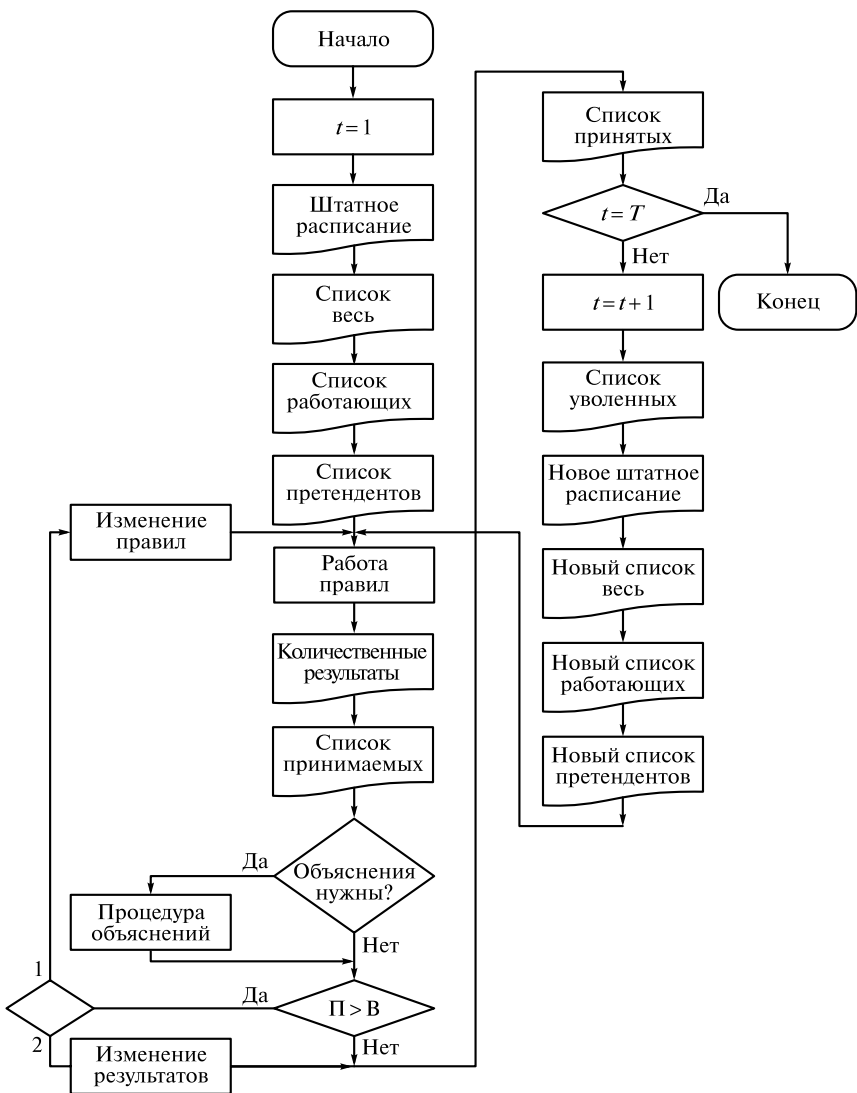 Начало
t = 1
Штатное
расписание
Список
весь
Список
работающих
Список
претендентов
Изменение
правил
Работа
правил
Количественные
результаты
Список
принимаемых
Да
Объяснения
нужны?
Процедура
объяснений
Нет
1
Да
П > В
2
Нет
Изменение
результатов
Список
принятых
Да
t = T
Нет
t = t + 1
Конец
Список
уволенных
Новое штатное
расписание
Новый список
весь
Новый список
работающих
Новый список
претендентов